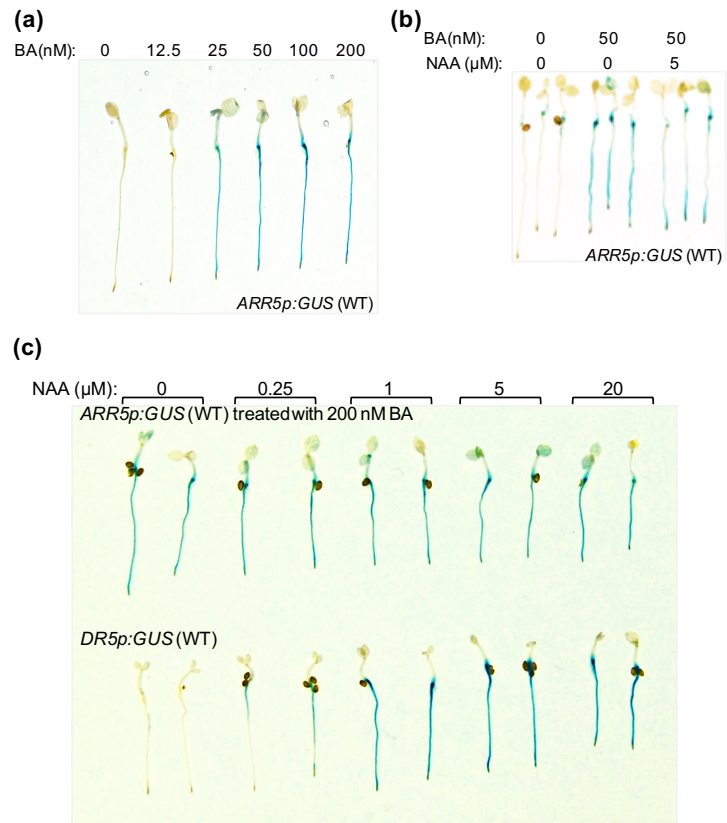 (a)
BA(nM): 0 12.5 25 50 100 200
ARR5p:GUS (WT)
(b)
BA(nM): 0 50 50
NAA (µM): 0 0 5
ARR5p:GUS (WT)
(c)
NAA (µM): 0 0.25 1 5 20
ARR5p:GUS (WT) treated with 200 nM BA
DR5p:GUS (WT)